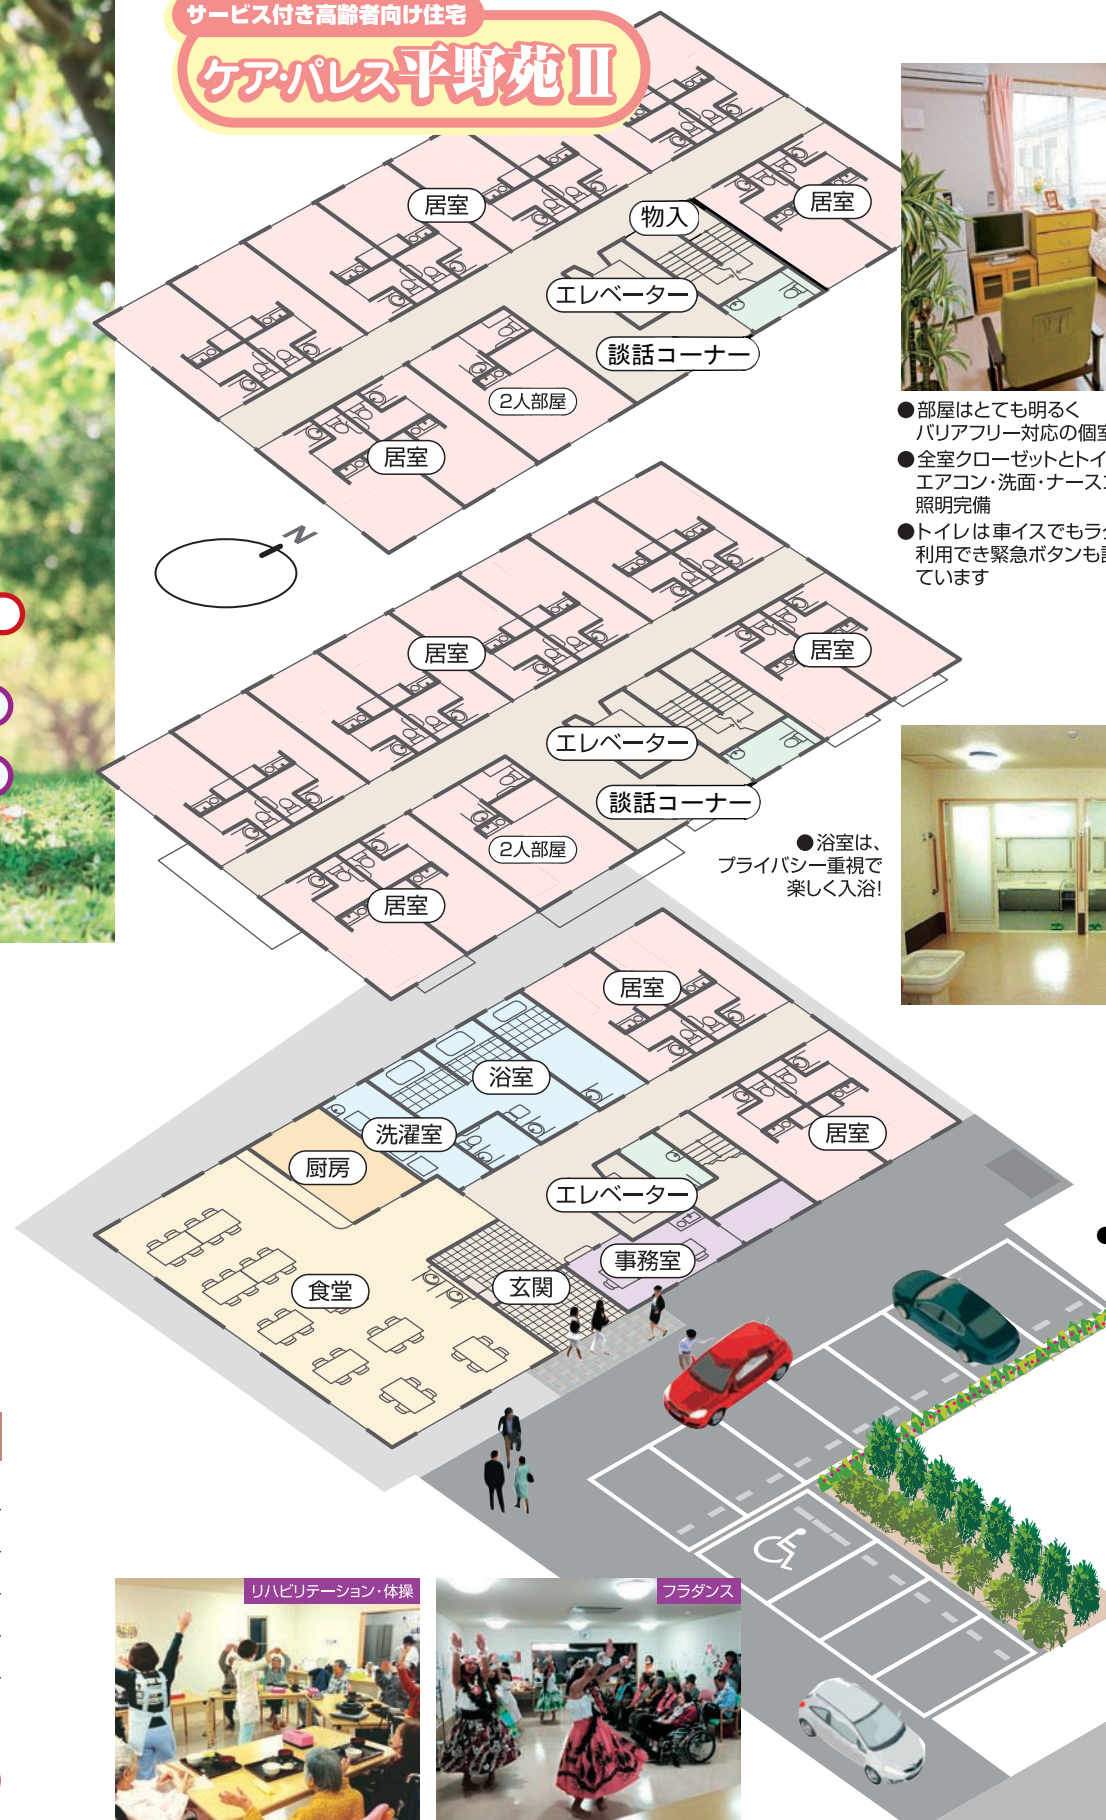 サービス付き高齢者向け住宅
ケア・パレス平野苑Ⅱ
居室
物入
居室
エレベーター
談話コーナー
2人部屋
居室
N
●部屋はとても明るく
バリアフリー対応の個室
●全室クローゼットとトイ
エアコン・洗面・ナース
照明完備
●トイレは車イスでもラク
利用でき緊急ボタンも
ています
居室
居室
エレベーター
談話コーナー
2人部屋
居室
●浴室は、
プライバシー重視で
楽しく入浴!
居室
浴室
洗濯室
居室
厨房
エレベーター
事務室
食堂
玄関
リハビリテーション・体操
フラダンス